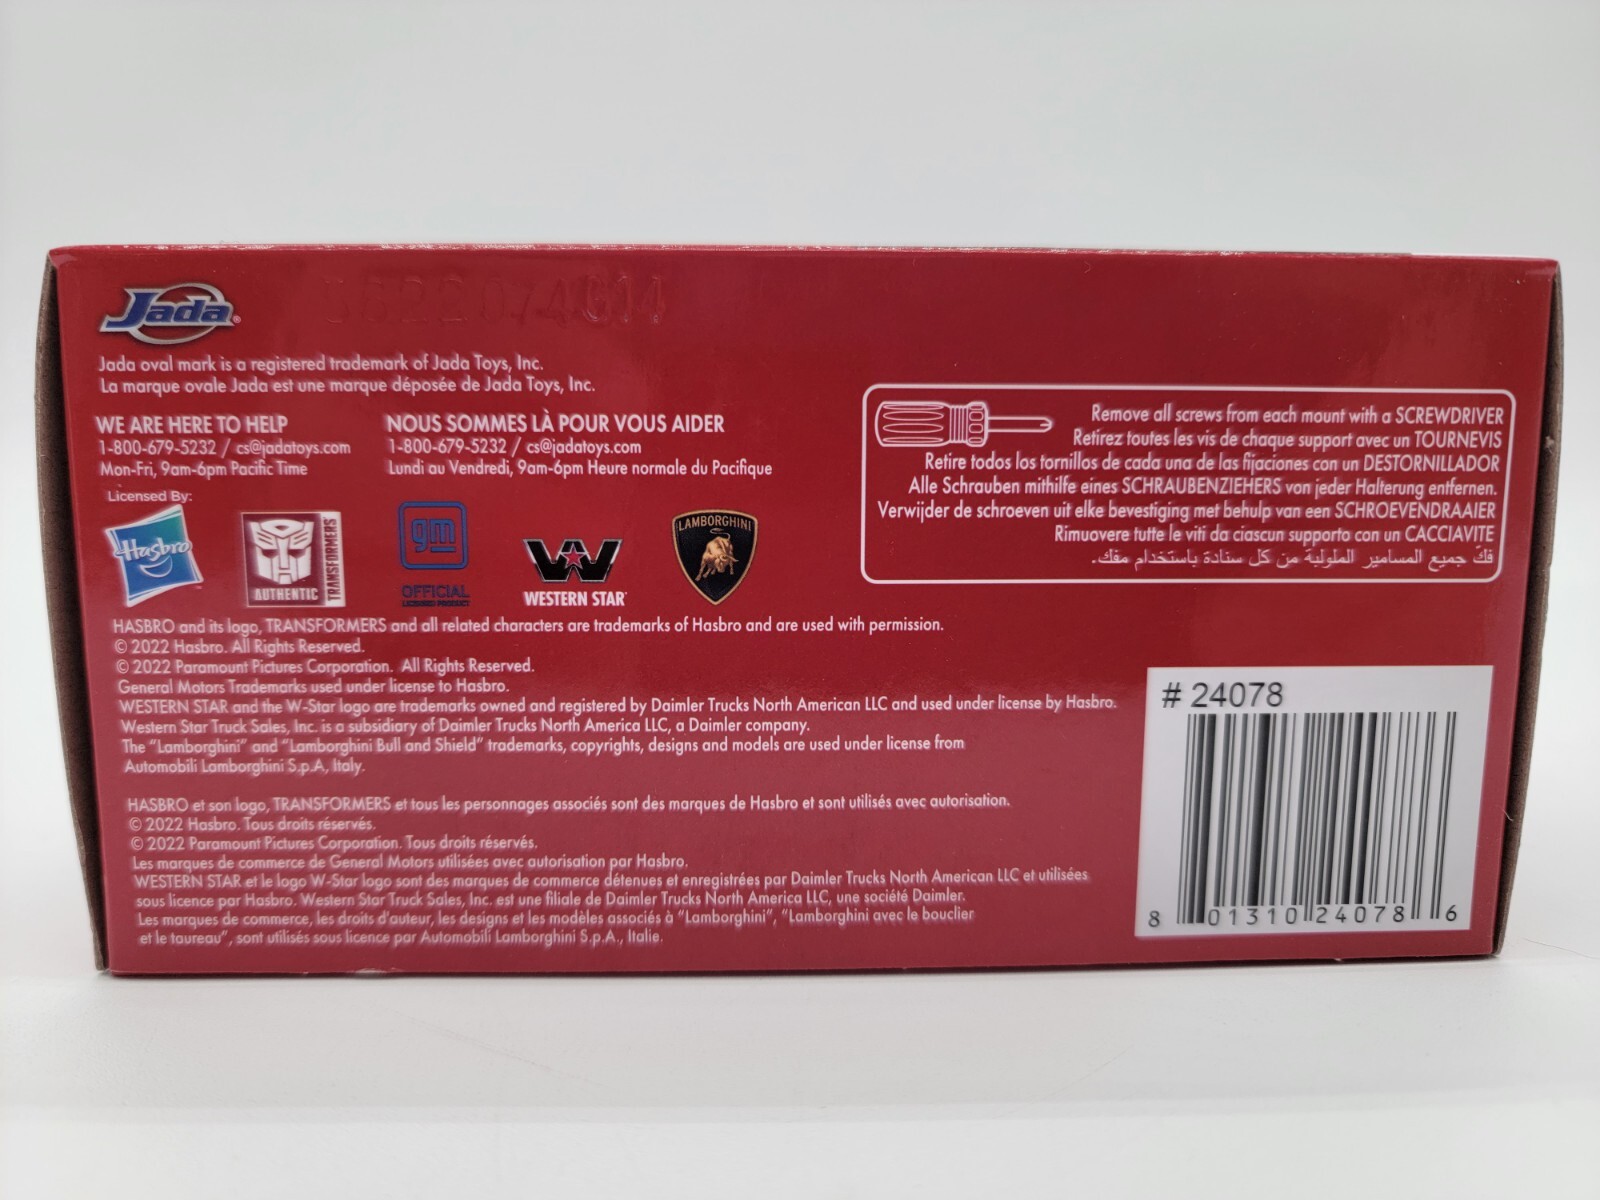 Jada
Jada oval mark is a registered trademark of Jada Toys, Inc.
La marque ovale Jada est une marque déposée de Jada Toys, Inc.
WE ARE HERE TO HELP
1-800-679-5232 / cs@jadatoys.com
Mon-Fri, 9am-6pm Pacific Time
NOUS SOMMES LÀ POUR VOUS AIDER
1-800-679-5232 / cs@jadatoys.com
Lundi au Vendredi, 9am-6pm Heure normale du Pacifique
Licensed By:
Hasbro
AUTHENTIC
TRANSFORMERS
gm
OFFICIAL
LICENSED PRODUCT
WESTERN STAR
LAMBORGHINI
HASBRO and its logo, TRANSFORMERS and all related characters are trademarks of Hasbro and are used with permission.
© 2022 Hasbro. All Rights Reserved.
© 2022 Paramount Pictures Corporation. All Rights Reserved.
General Motors Trademarks used under license to Hasbro.
WESTERN STAR and the W-Star logo are trademarks owned and registered by Daimler Trucks North American LLC and used under license by Hasbro.
Western Star Truck Sales, Inc. is a subsidiary of Daimler Trucks North America LLC, a Daimler company.
The "Lamborghini" and "Lamborghini Bull and Shield" trademarks, copyrights, designs and models are used under license from
Automobili Lamborghini S.p.A, Italy.
HASBRO et son logo, TRANSFORMERS et tous les personnages associés sont des marques de Hasbro et sont utilisés avec autorisation.
© 2022 Hasbro. Tous droits réservés.
© 2022 Paramount Pictures Corporation. Tous droits réservés.
Les marques de commerce de General Motors utilisées avec autorisation par Hasbro.
WESTERN STAR et le logo W-Star logo sont des marques de commerce détenues et enregistrées par Daimler Trucks North American LLC et utilisées
sous licence par Hasbro. Western Star Truck Sales, Inc. est une filiale de Daimler Trucks North America LLC, une société Daimler.
Les marques de commerce, les droits d'auteur, les designs et les modèles associés à "Lamborghini", "Lamborghini avec le bouclier
et le taureau", sont utilisés sous licence par Automobili Lamborghini S.p.A., Italie.
Remove all screws from each mount with a SCREWDRIVER
Retirez toutes les vis de chaque support avec un TOURNEVIS
Retire todos los tornillos de cada una de las fijaciones con un DESTORNILLADOR
Alle Schrauben mithilfe eines SCHRAUBENZIEHERS von jeder Halterung entfernen.
Verwijder de schroeven uit elke bevestiging met behulp van een SCHROEVENDRAAIER
Rimuovere tutte le viti da ciascun supporto con un CACCIAVITE
فكّ جميع المسامير الملولبة من كل سنادة باستخدام مفك.
# 24078
8 01310 24078 6